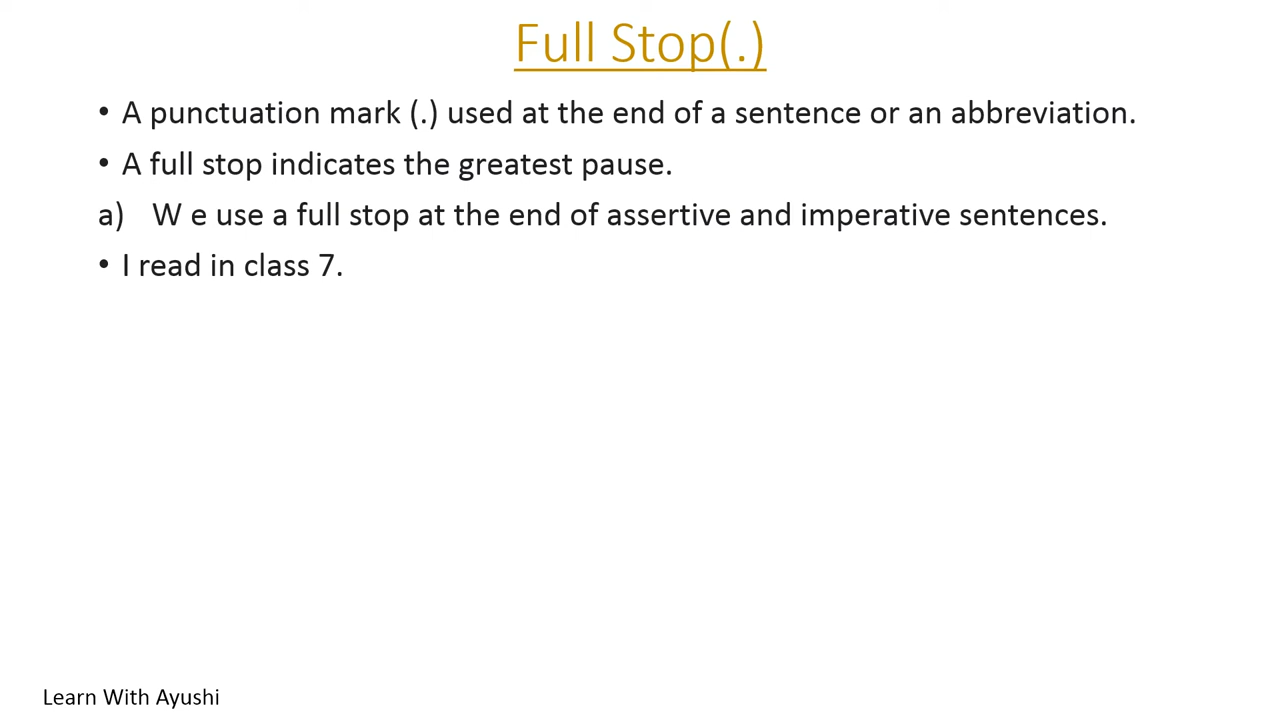 Full Stop(.)
• A punctuation mark (.) used at the end of a sentence or an abbreviation.
• A full stop indicates the greatest pause.
a) W e use a full stop at the end of assertive and imperative sentences.
• I read in class 7.
Learn With Ayushi